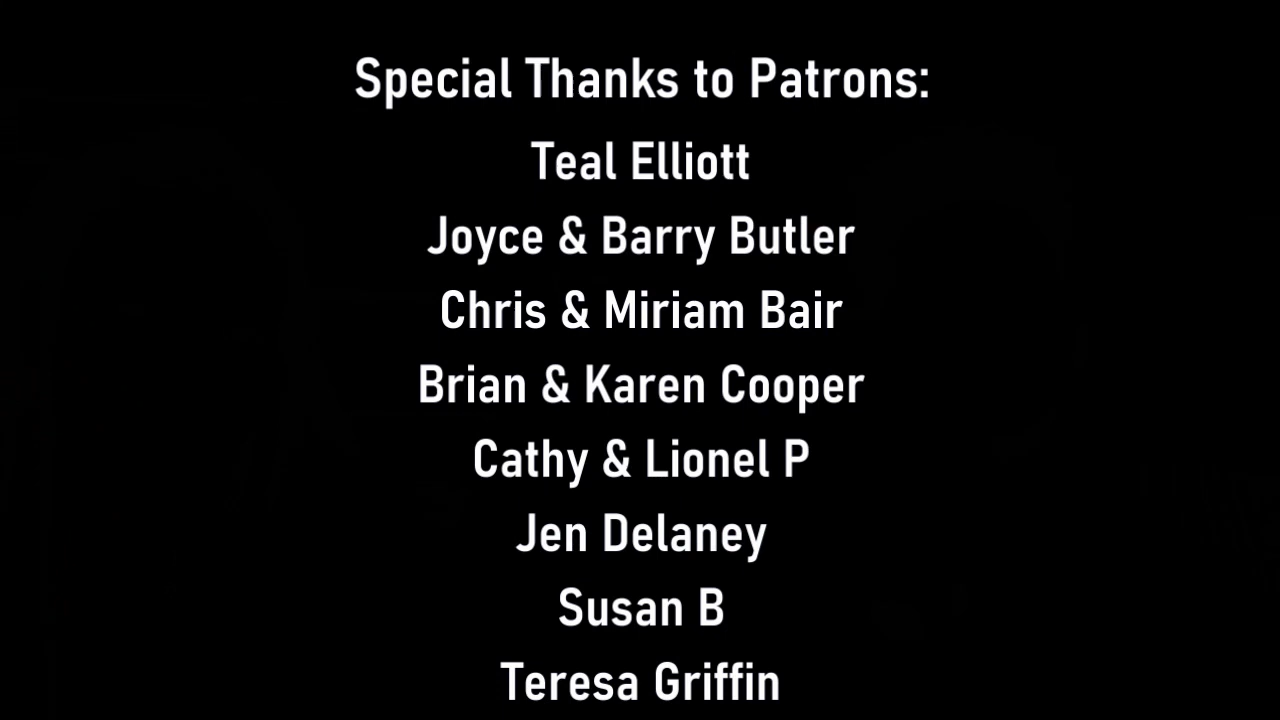 Special Thanks to Patrons:
Teal Elliott
Joyce & Barry Butler
Chris & Miriam Bair
Brian & Karen Cooper
Cathy & Lionel P
Jen Delaney
Susan B
Teresa Griffin